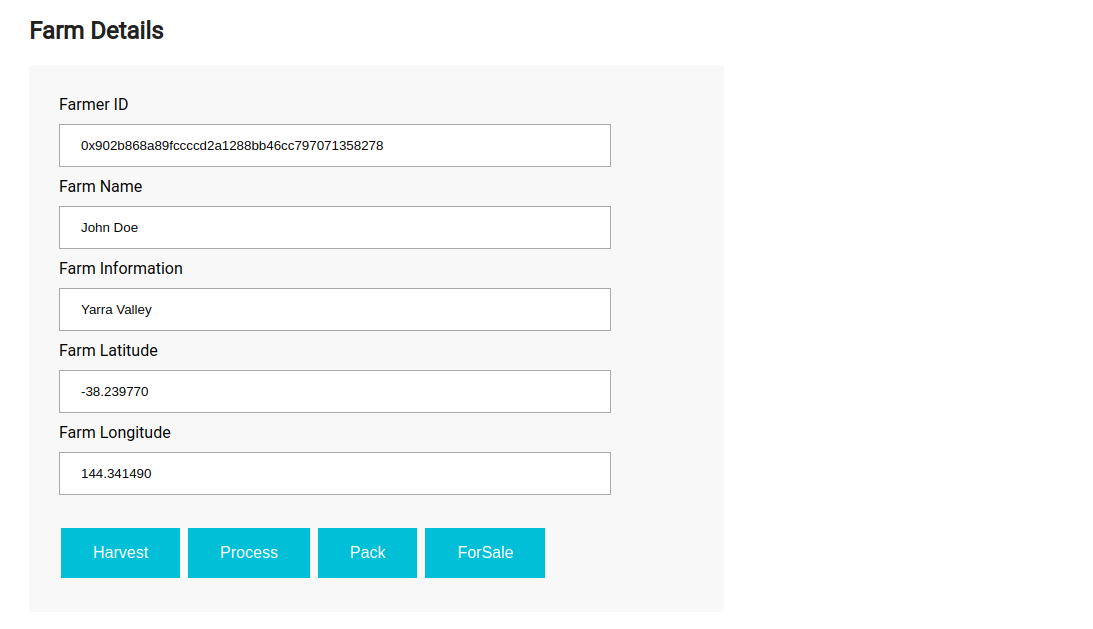 Farm Details
Farmer ID
0x902b868a89fccccd2a1288bb46cc797071358278
Farm Name
John Doe
Farm Information
Yarra Valley
Farm Latitude
-38.239770
Farm Longitude
144.341490
Harvest Process Pack ForSale